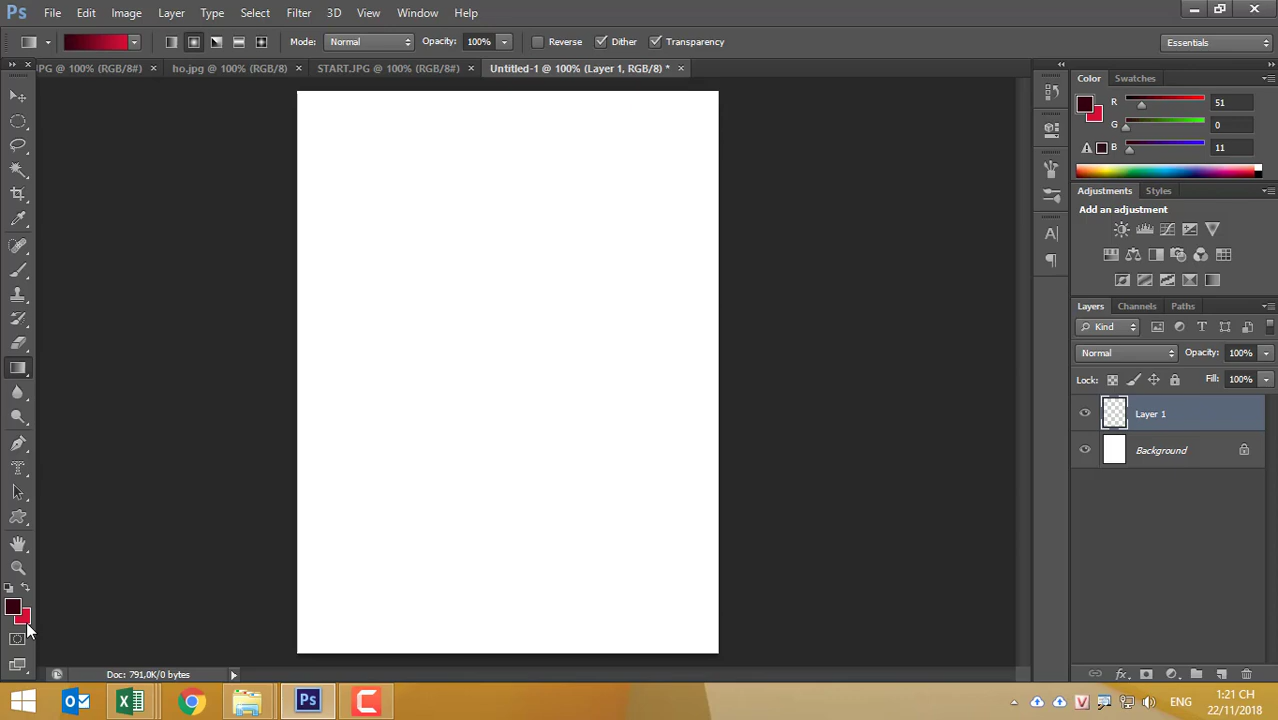 Ps File Edit Image Layer Type Select Filter 3D View Window Help
Mode: Normal Opacity: 100% Reverse Dither Transparency Essentials
JPG @ 100% (RGB/8#) × ho.jpg @ 100% (RGB/8) × START.JPG @ 100% (RGB/8#) × Untitled-1 @ 100% (Layer 1, RGB/8) * ×
Color Swatches
R 51
G 0
B 11
Adjustments Styles
Add an adjustment
Layers Channels Paths
Kind
Normal Opacity: 100%
Lock: Fill: 100%
Layer 1
Background
Doc: 791,0K/0 bytes
Ps
ENG
1:21 CH
22/11/2018